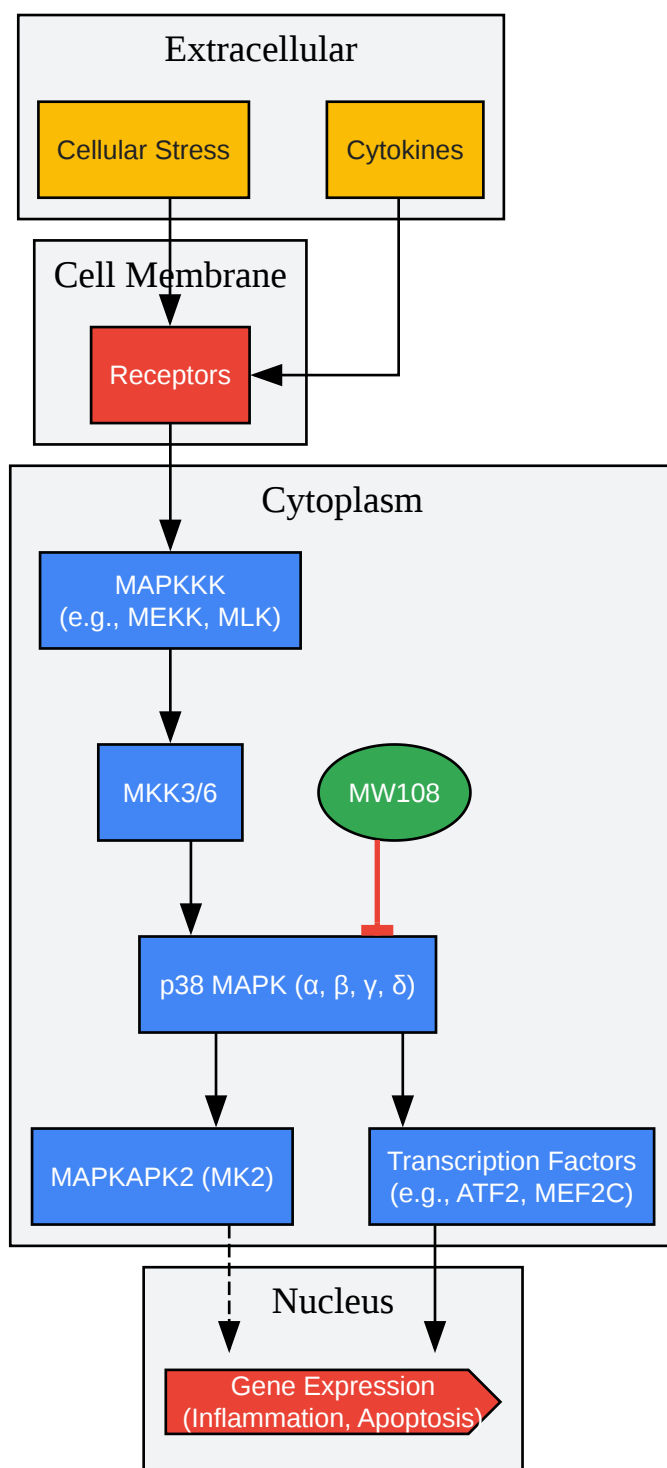 Extracellular
Cellular Stress
Cytokines
Cell Membrane
Receptors
Cytoplasm
MAPKKK
(e.g., MEKK, MLK)
MKK3/6
MW108
p38 MAPK (α, β, γ, δ)
MAPKAPK2 (MK2)
Transcription Factors
(e.g., ATF2, MEF2C)
Nucleus
Gene Expression
(Inflammation, Apoptosis)